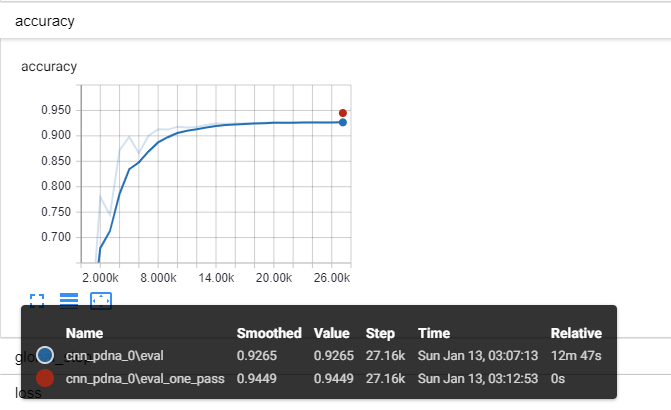 accuracy
accuracy
0.950
0.900
0.850
0.800
0.750
0.700
2.000k 8.000k 14.00k 20.00k 26.00k
Name Smoothed Value Step Time Relative
cnn_pdna_0\eval 0.9265 0.9265 27.16k Sun Jan 13, 03:07:13 12m 47s
cnn_pdna_0\eval_one_pass 0.9449 0.9449 27.16k Sun Jan 13, 03:12:53 0s
loss